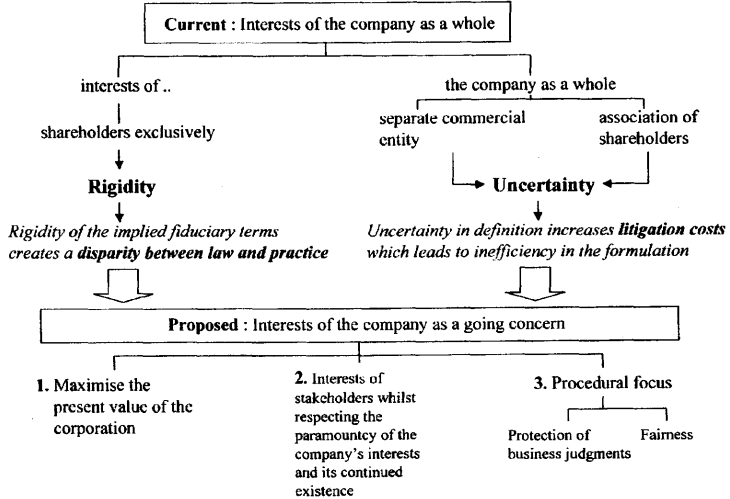 Current : Interests of the company as a whole
interests of ..
shareholders exclusively
Rigidity
Rigidity of the implied fiduciary terms
creates a disparity between law and practice
the company as a whole
separate commercial
entity
association of
shareholders
Uncertainty
Uncertainty in definition increases litigation costs
which leads to inefficiency in the formulation
Proposed : Interests of the company as a going concern
1. Maximise the
present value of the
corporation
2. Interests of
stakeholders whilst
respecting the
paramountcy of the
company's interests
and its continued
existence
3. Procedural focus
Protection of
business judgments
Fairness